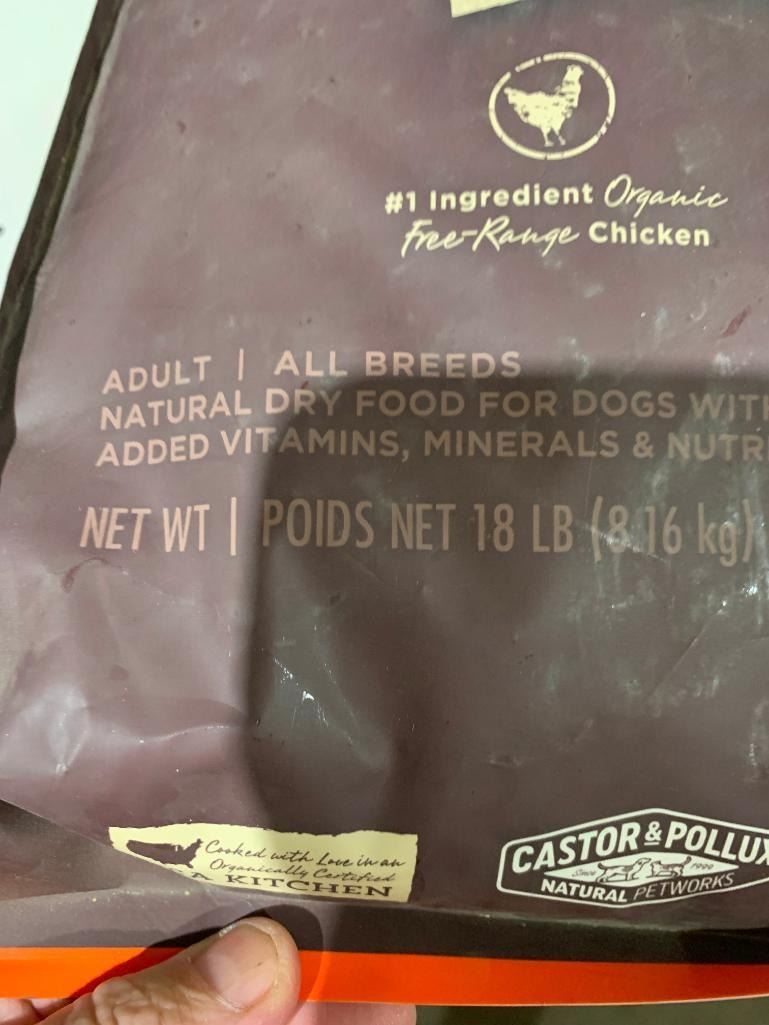 #1 Ingredient Organic
Free-Range Chicken
ADULT | ALL BREEDS
NATURAL DRY FOOD FOR DOGS
ADDED VITAMINS, MINERALS &
NET WT | POIDS NET 18 LB (8.16 kg)
Cooked with Love in an
Organically Certified
KITCHEN
CASTOR & POLLUX
Since 1999
NATURAL PETWORKS